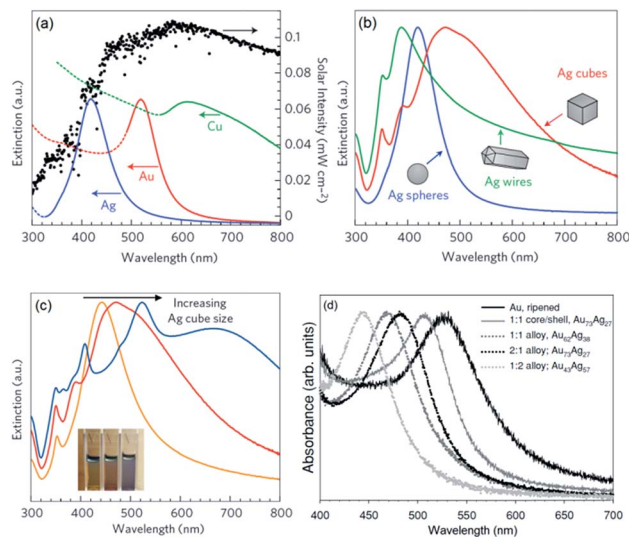 (a)
0.1
0.08
0.06
0.04
0.02
0
Solar Intensity (mW cm−2)
Extinction (a.u.)
Cu
Au
Ag
300 400 500 600 700 800
Wavelength (nm)
(b)
Extinction (a.u.)
Ag cubes
Ag wires
Ag spheres
300 400 500 600 700 800
Wavelength (nm)
(c)
Increasing
Ag cube size
Extinction (a.u.)
300 400 500 600 700 800
Wavelength (nm)
(d)
Au, ripened
1:1 core/shell, Au73Ag27
1:1 alloy; Au62Ag38
2:1 alloy; Au73Ag27
1:2 alloy; Au43Ag57
Absorbance (arb. units)
400 450 500 550 600 650 700
Wavelength (nm)